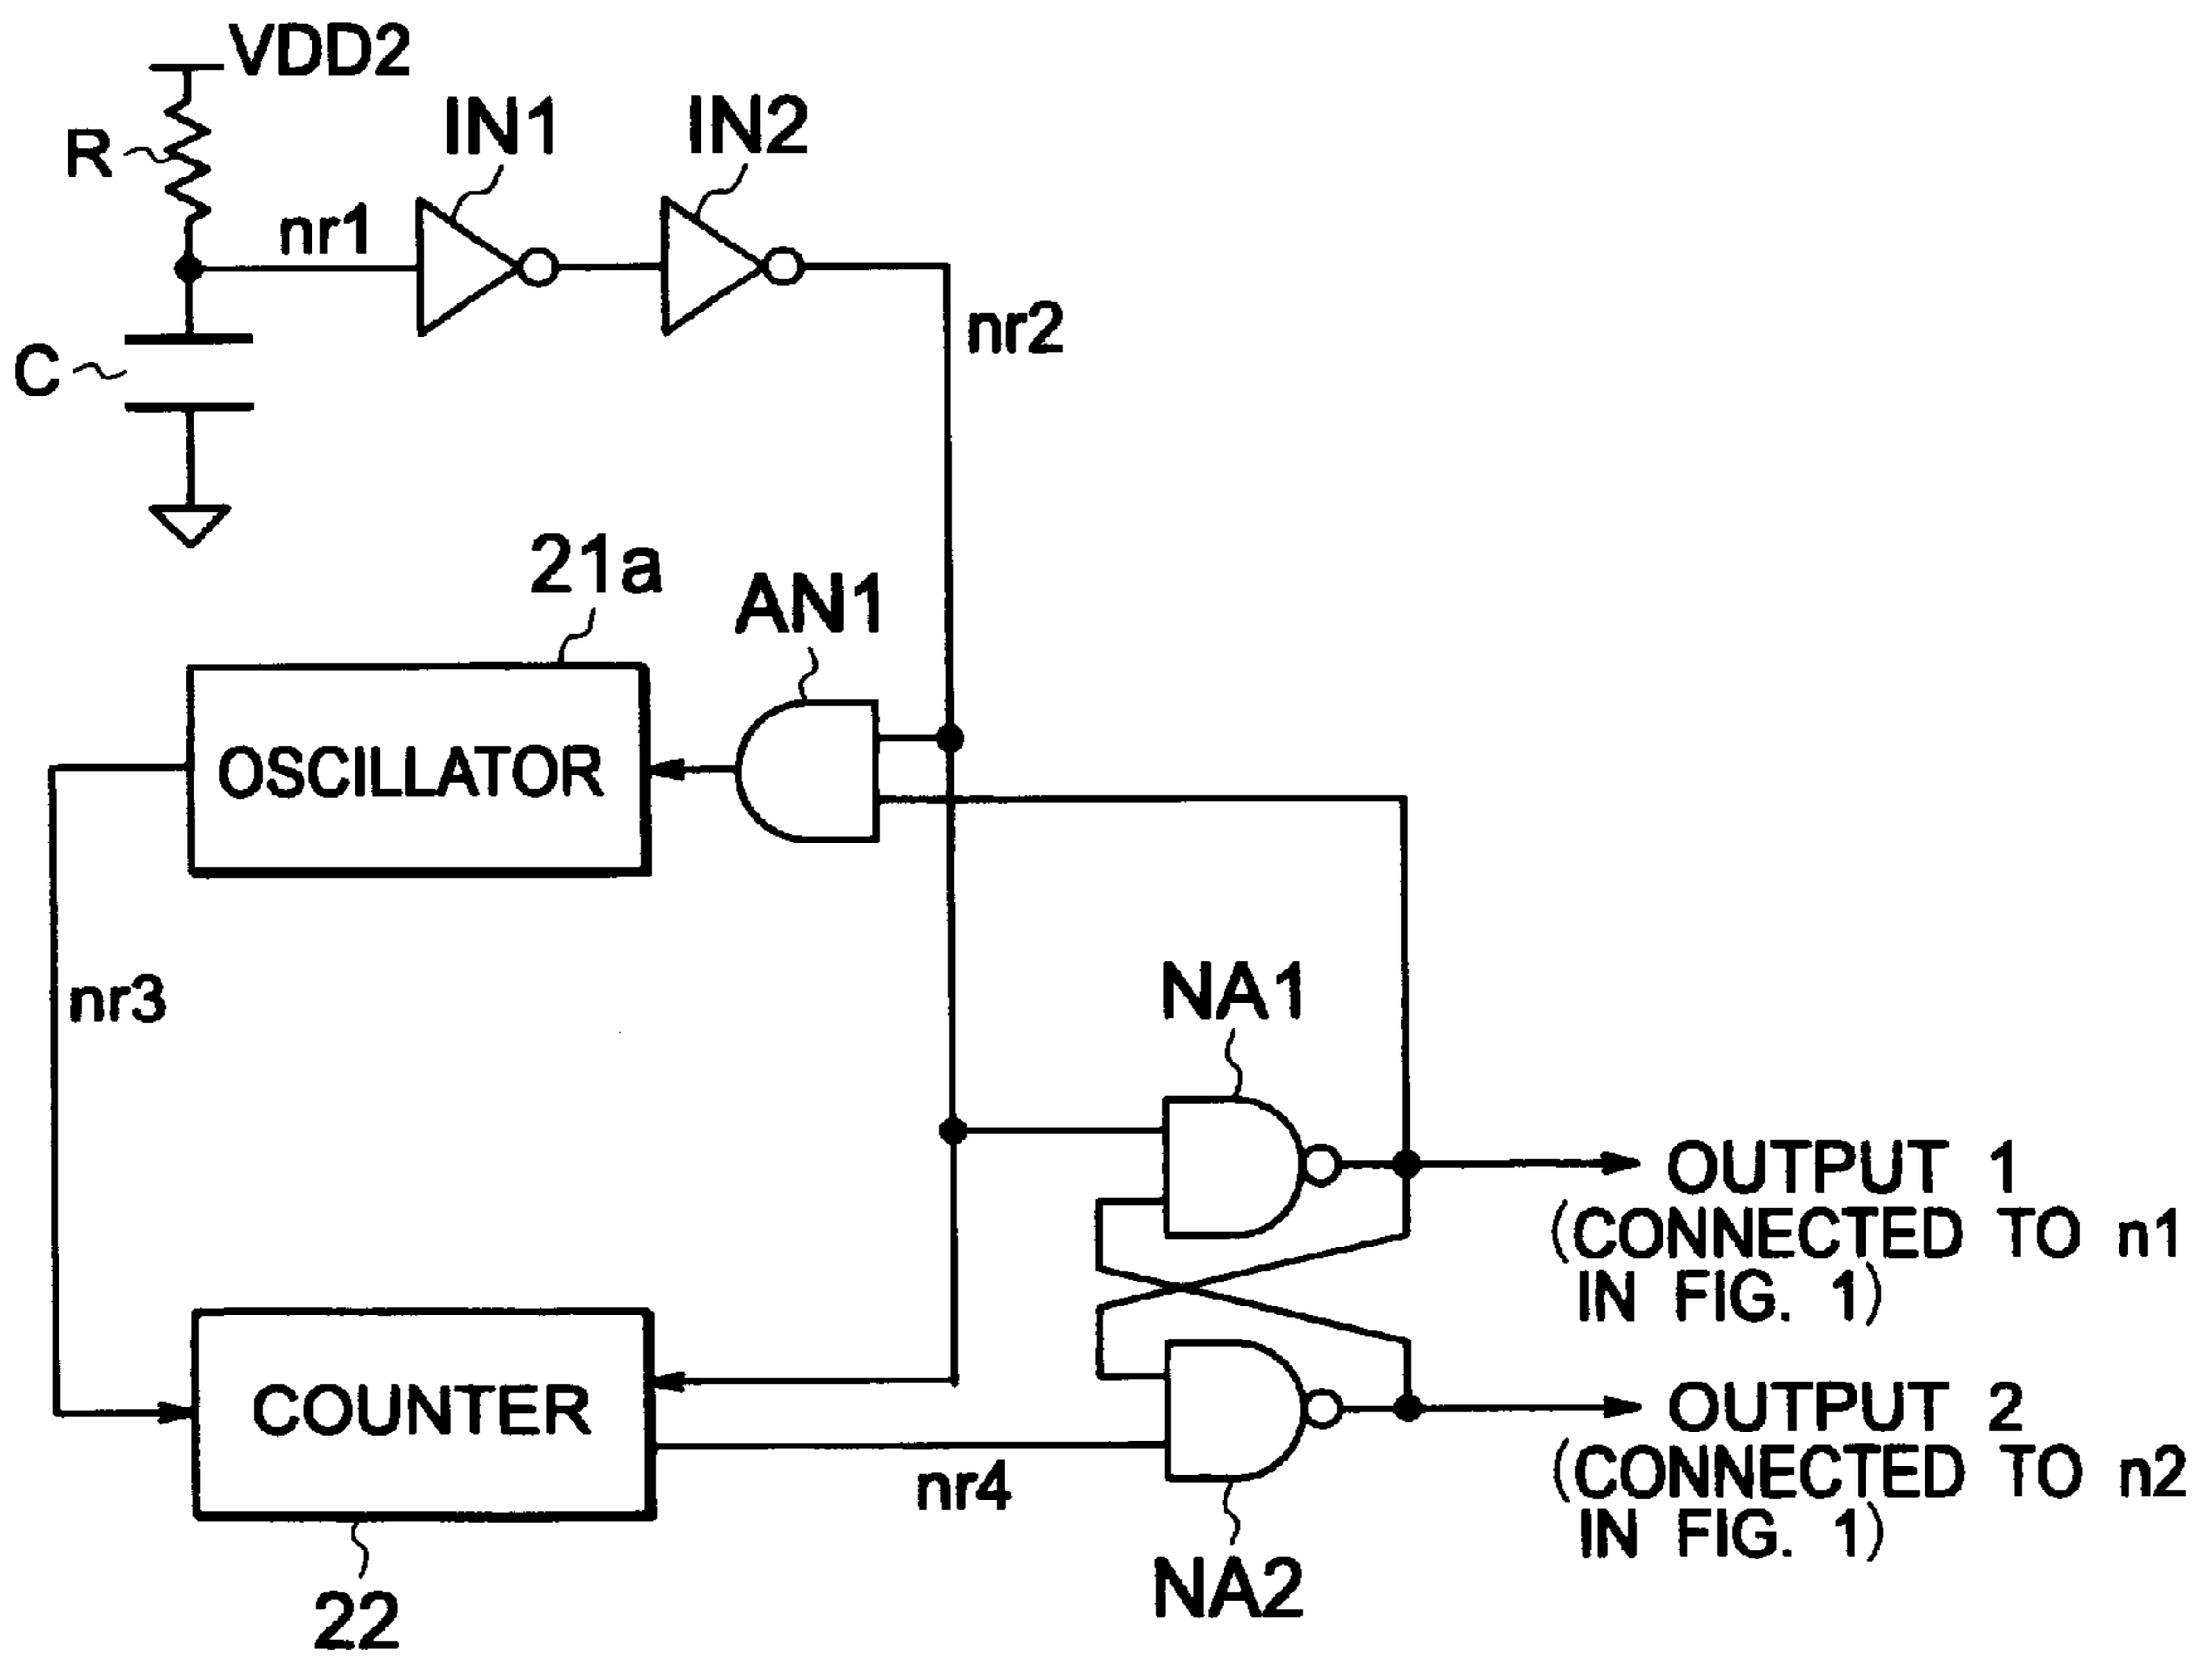 VDD2
R
IN1
IN2
nr1
nr2
C
21a
AN1
OSCILLATOR
nr3
NA1
OUTPUT 1
(CONNECTED TO n1
IN FIG. 1)
COUNTER
OUTPUT 2
(CONNECTED TO n2
IN FIG. 1)
nr4
NA2
22